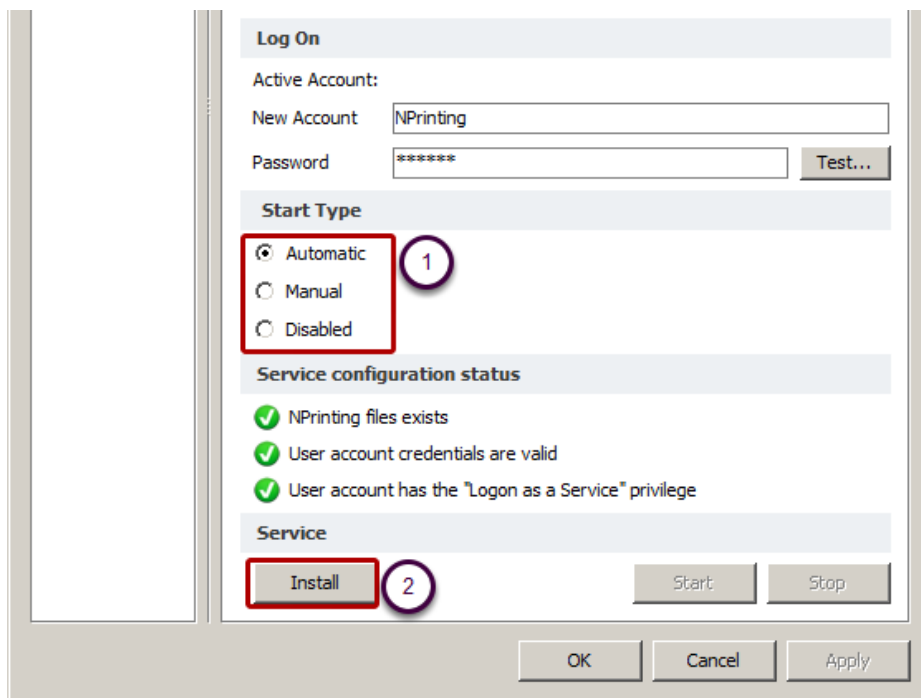 Log On
Active Account:
New Account NPrinting
Password ****** Test...
Start Type
Automatic 1
Manual
Disabled
Service configuration status
NPrinting files exists
User account credentials are valid
User account has the "Logon as a Service" privilege
Service
Install 2 Start Stop
OK Cancel Apply